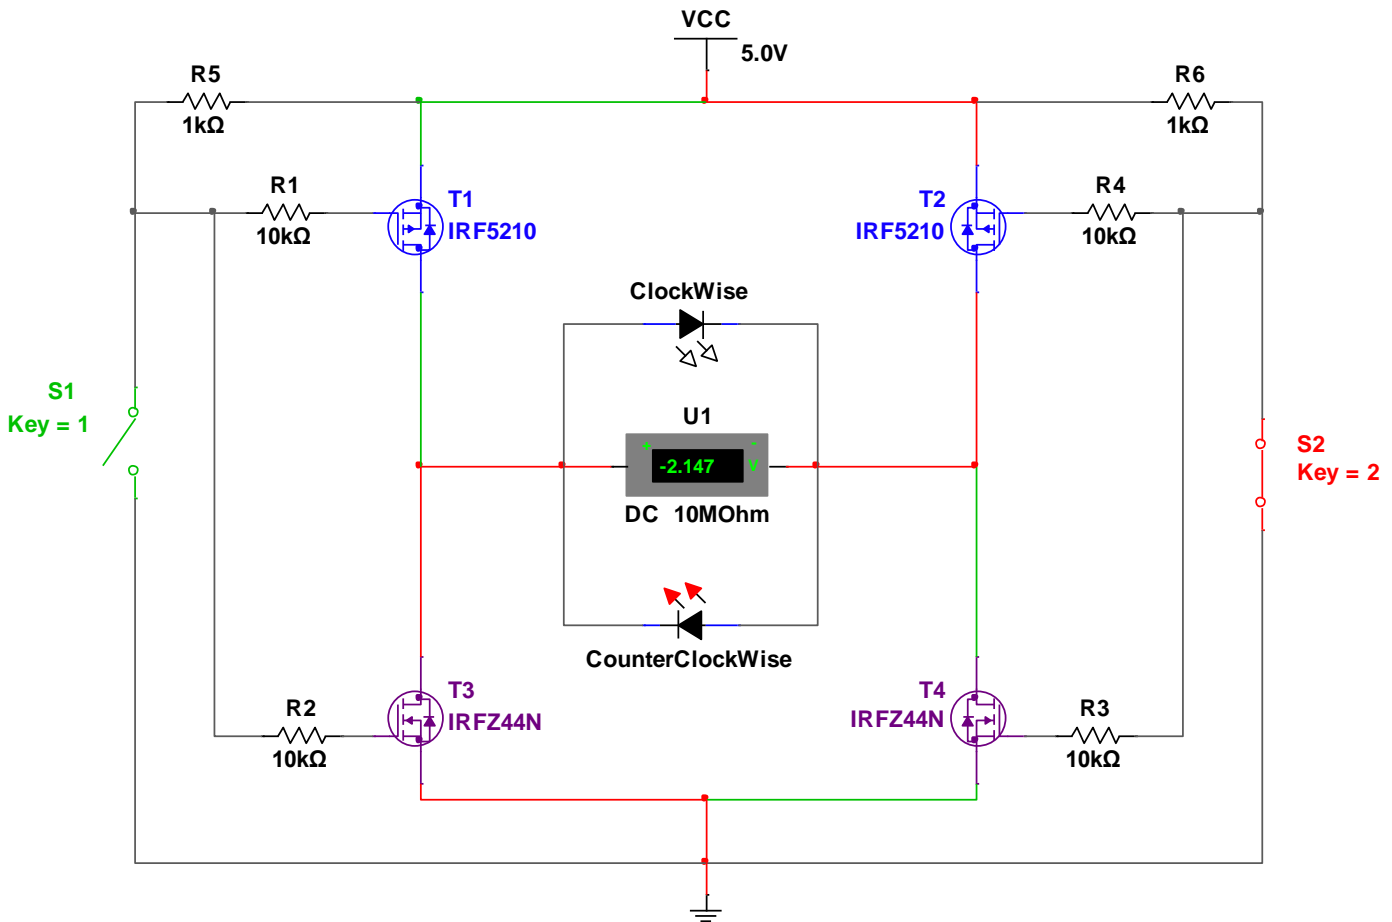 VCC
5.0V
R5
1kΩ
R6
1kΩ
R1
10kΩ
T1
IRF5210
T2
IRF5210
R4
10kΩ
ClockWise
S1
Key = 1
U1
+
-
-2.147
V
DC 10MOhm
S2
Key = 2
CounterClockWise
R2
10kΩ
T3
IRFZ44N
T4
IRFZ44N
R3
10kΩ